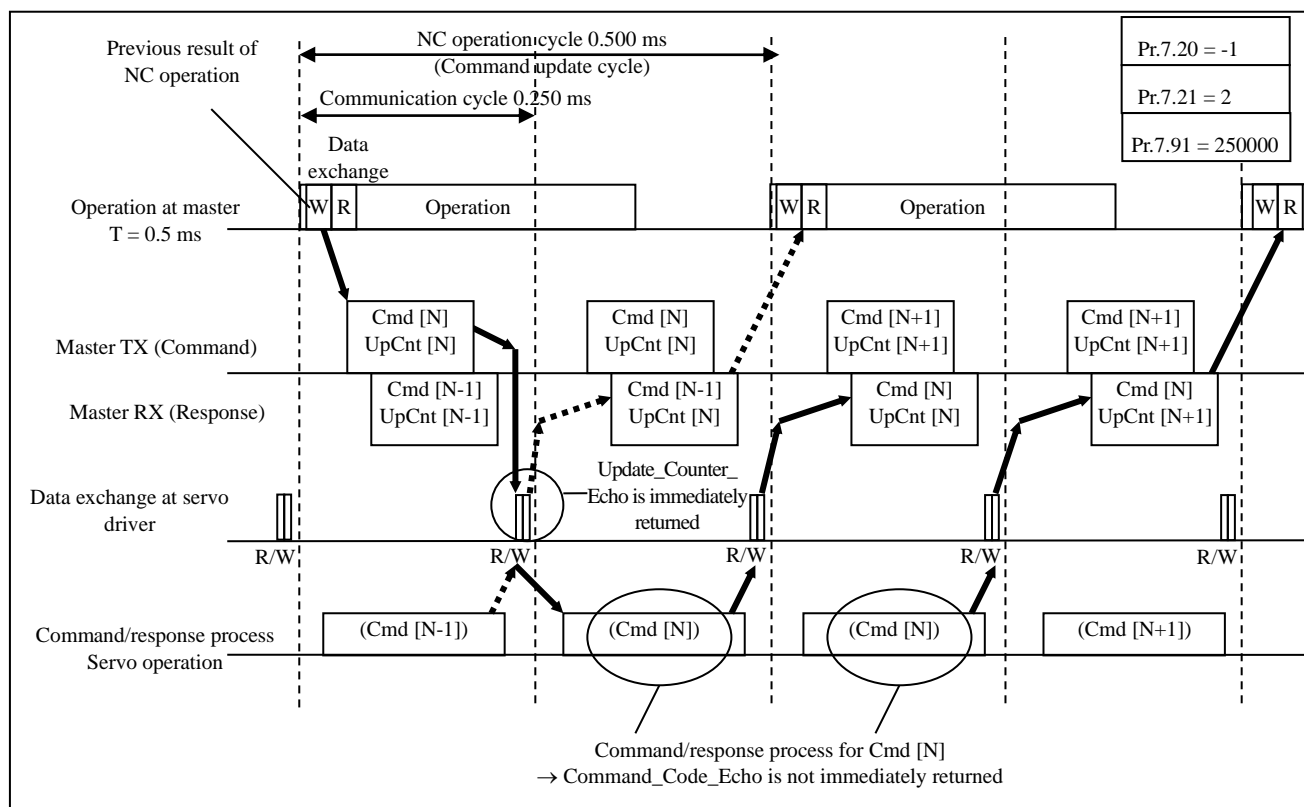 Previous result of
NC operation
NC operation cycle 0.500 ms
(Command update cycle)
Communication cycle 0.250 ms
Pr.7.20 = -1
Pr.7.21 = 2
Pr.7.91 = 250000
Data
exchange
Operation at master
T = 0.5 ms
W R Operation
W R Operation
W R
Master TX (Command)
Cmd [N]
UpCnt [N]
Cmd [N]
UpCnt [N]
Cmd [N+1]
UpCnt [N+1]
Cmd [N+1]
UpCnt [N+1]
Master RX (Response)
Cmd [N-1]
UpCnt [N-1]
Cmd [N-1]
UpCnt [N]
Cmd [N]
UpCnt [N]
Cmd [N]
UpCnt [N+1]
Data exchange at servo
driver
Update_Counter_
Echo is immediately
returned
R/W
R/W
R/W
R/W
R/W
Command/response process
Servo operation
(Cmd [N-1])
(Cmd [N])
(Cmd [N])
(Cmd [N+1])
Command/response process for Cmd [N]
→ Command_Code_Echo is not immediately returned